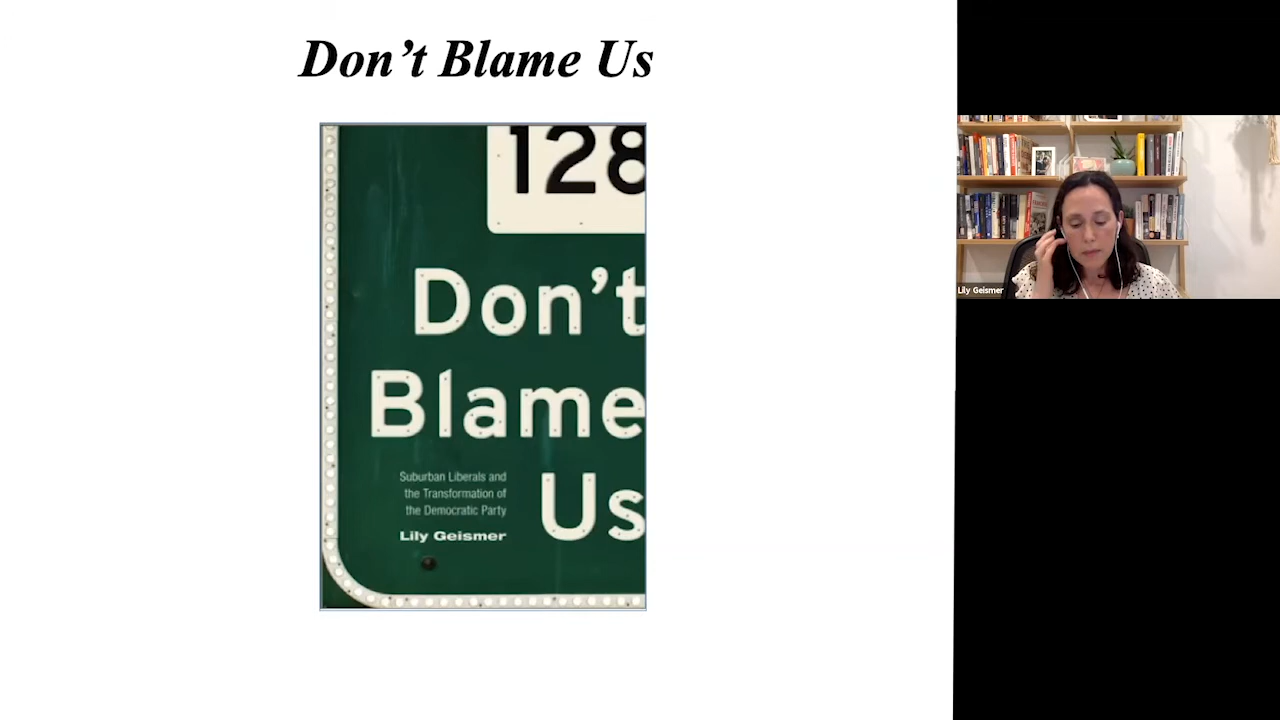 Don’t Blame Us
128
Don’t
Blame
Us
Suburban Liberals and
the Transformation of
the Democratic Party
Lily Geismer
Lily Geismer